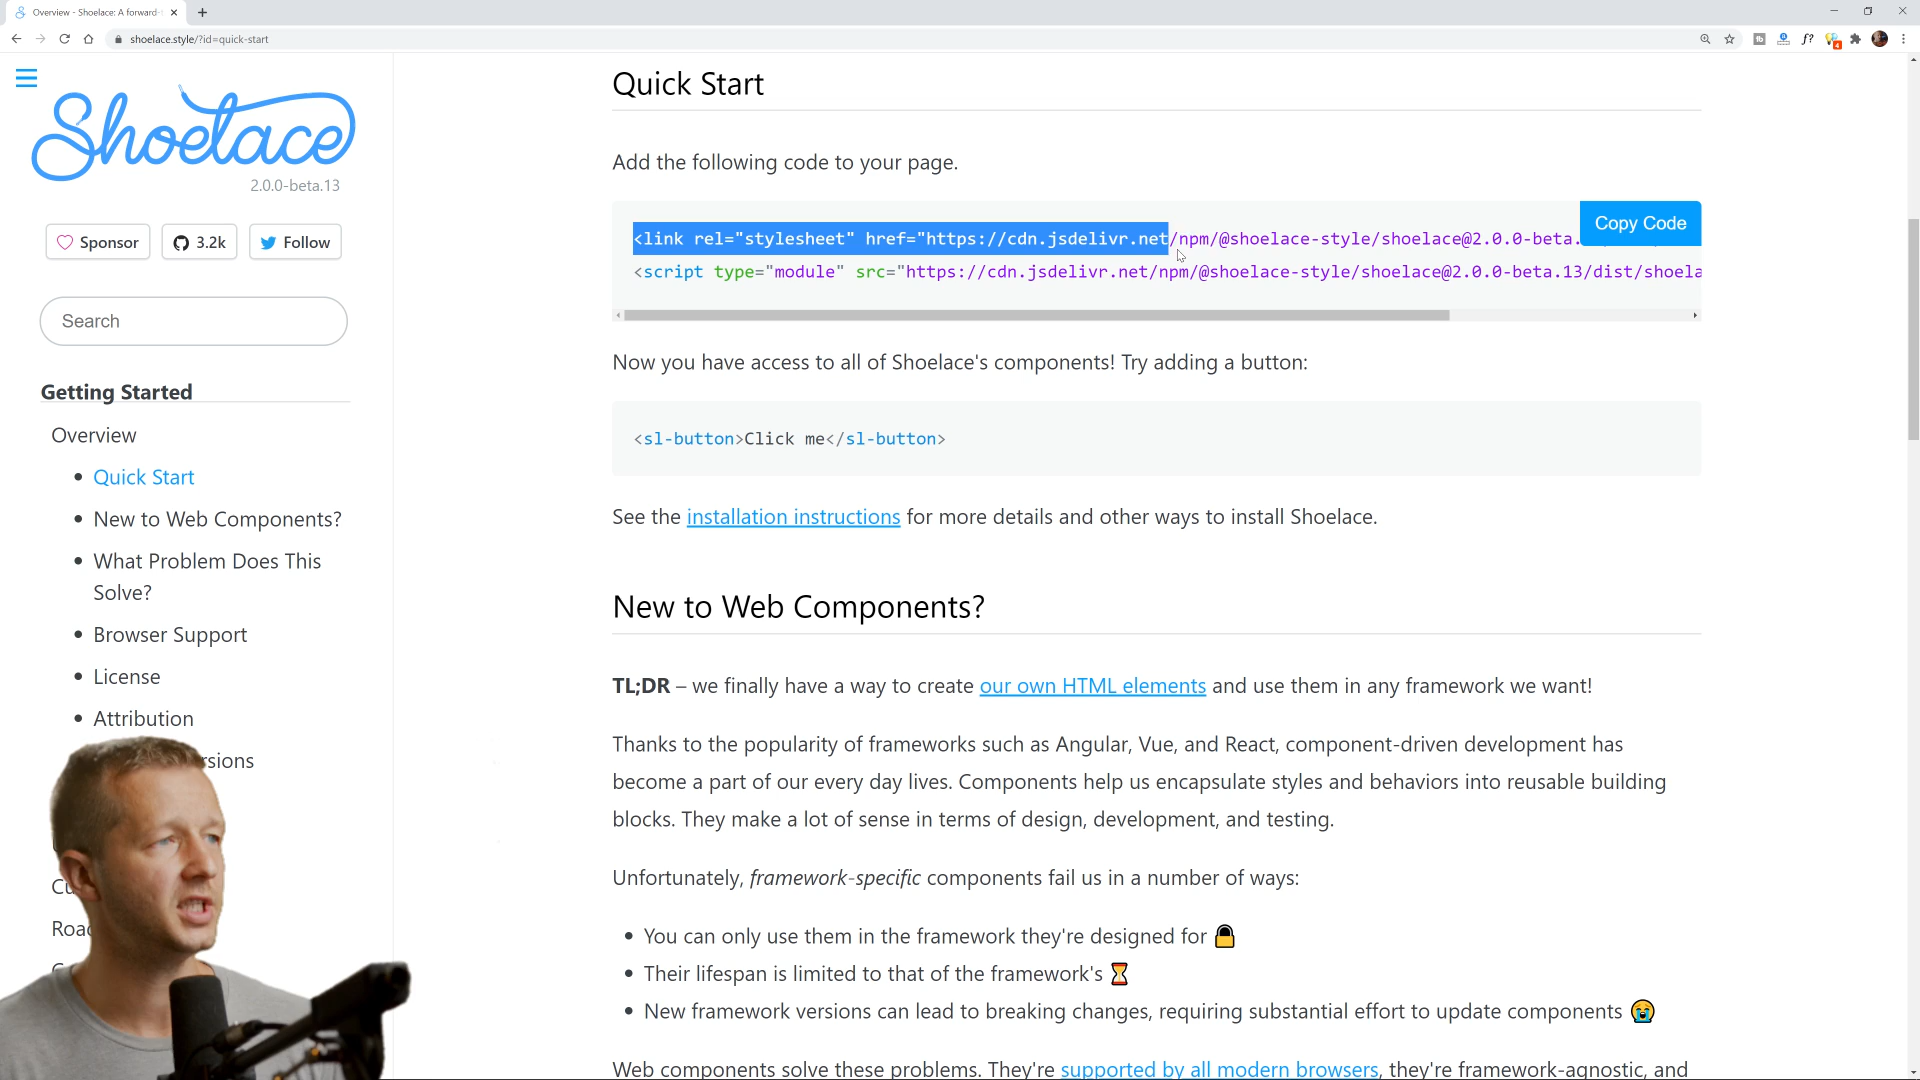 Overview - Shoelace: A forward-
shoelace.style/?id=quick-start
Shoelace
2.0.0-beta.13
Sponsor
3.2k
Follow
Search
Getting Started
Overview
Quick Start
New to Web Components?
What Problem Does This
Solve?
Browser Support
License
Attribution
rsions
Quick Start
Add the following code to your page.
Copy Code
<link rel="stylesheet" href="https://cdn.jsdelivr.net/npm/@shoelace-style/shoelace@2.0.0-beta.
<script type="module" src="https://cdn.jsdelivr.net/npm/@shoelace-style/shoelace@2.0.0-beta.13/dist/shoela
Now you have access to all of Shoelace's components! Try adding a button:
<sl-button>Click me</sl-button>
See the installation instructions for more details and other ways to install Shoelace.
New to Web Components?
TL;DR – we finally have a way to create our own HTML elements and use them in any framework we want!
Thanks to the popularity of frameworks such as Angular, Vue, and React, component-driven development has
become a part of our every day lives. Components help us encapsulate styles and behaviors into reusable building
blocks. They make a lot of sense in terms of design, development, and testing.
Unfortunately, framework-specific components fail us in a number of ways:
You can only use them in the framework they're designed for
Their lifespan is limited to that of the framework's
New framework versions can lead to breaking changes, requiring substantial effort to update components
Web components solve these problems. They're supported by all modern browsers, they're framework-agnostic, and